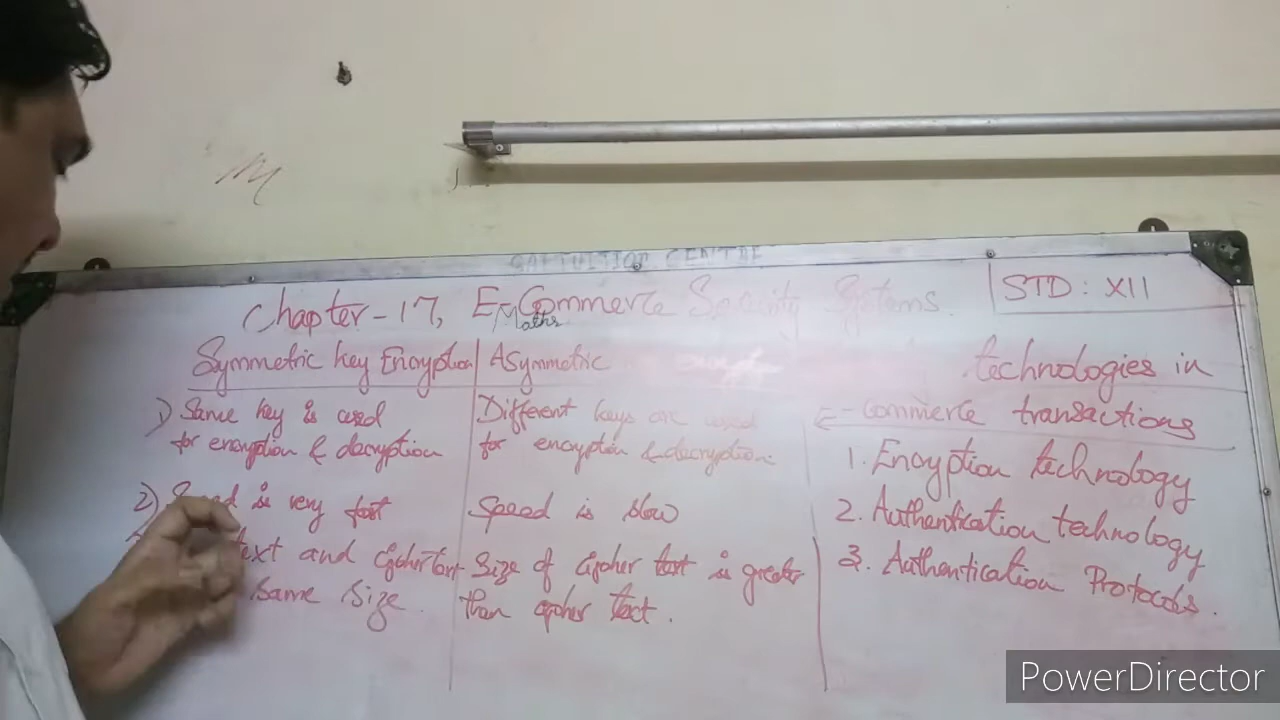 Chapter - 17, E-Commerce Security Systems.
Maths
STD : XII
Symmetric Key Encryption
Asymmetric
1) Same key is used
for encryption & decryption
Different keys are used
for encryption & decryption.
2) Speed is very fast
Speed is slow
text and cipher text
same size.
Size of cipher text is greater
than cipher text.
technologies in
E-commerce transactions
1. Encryption technology
2. Authentication technology
3. Authentication Protocols.
PowerDirector